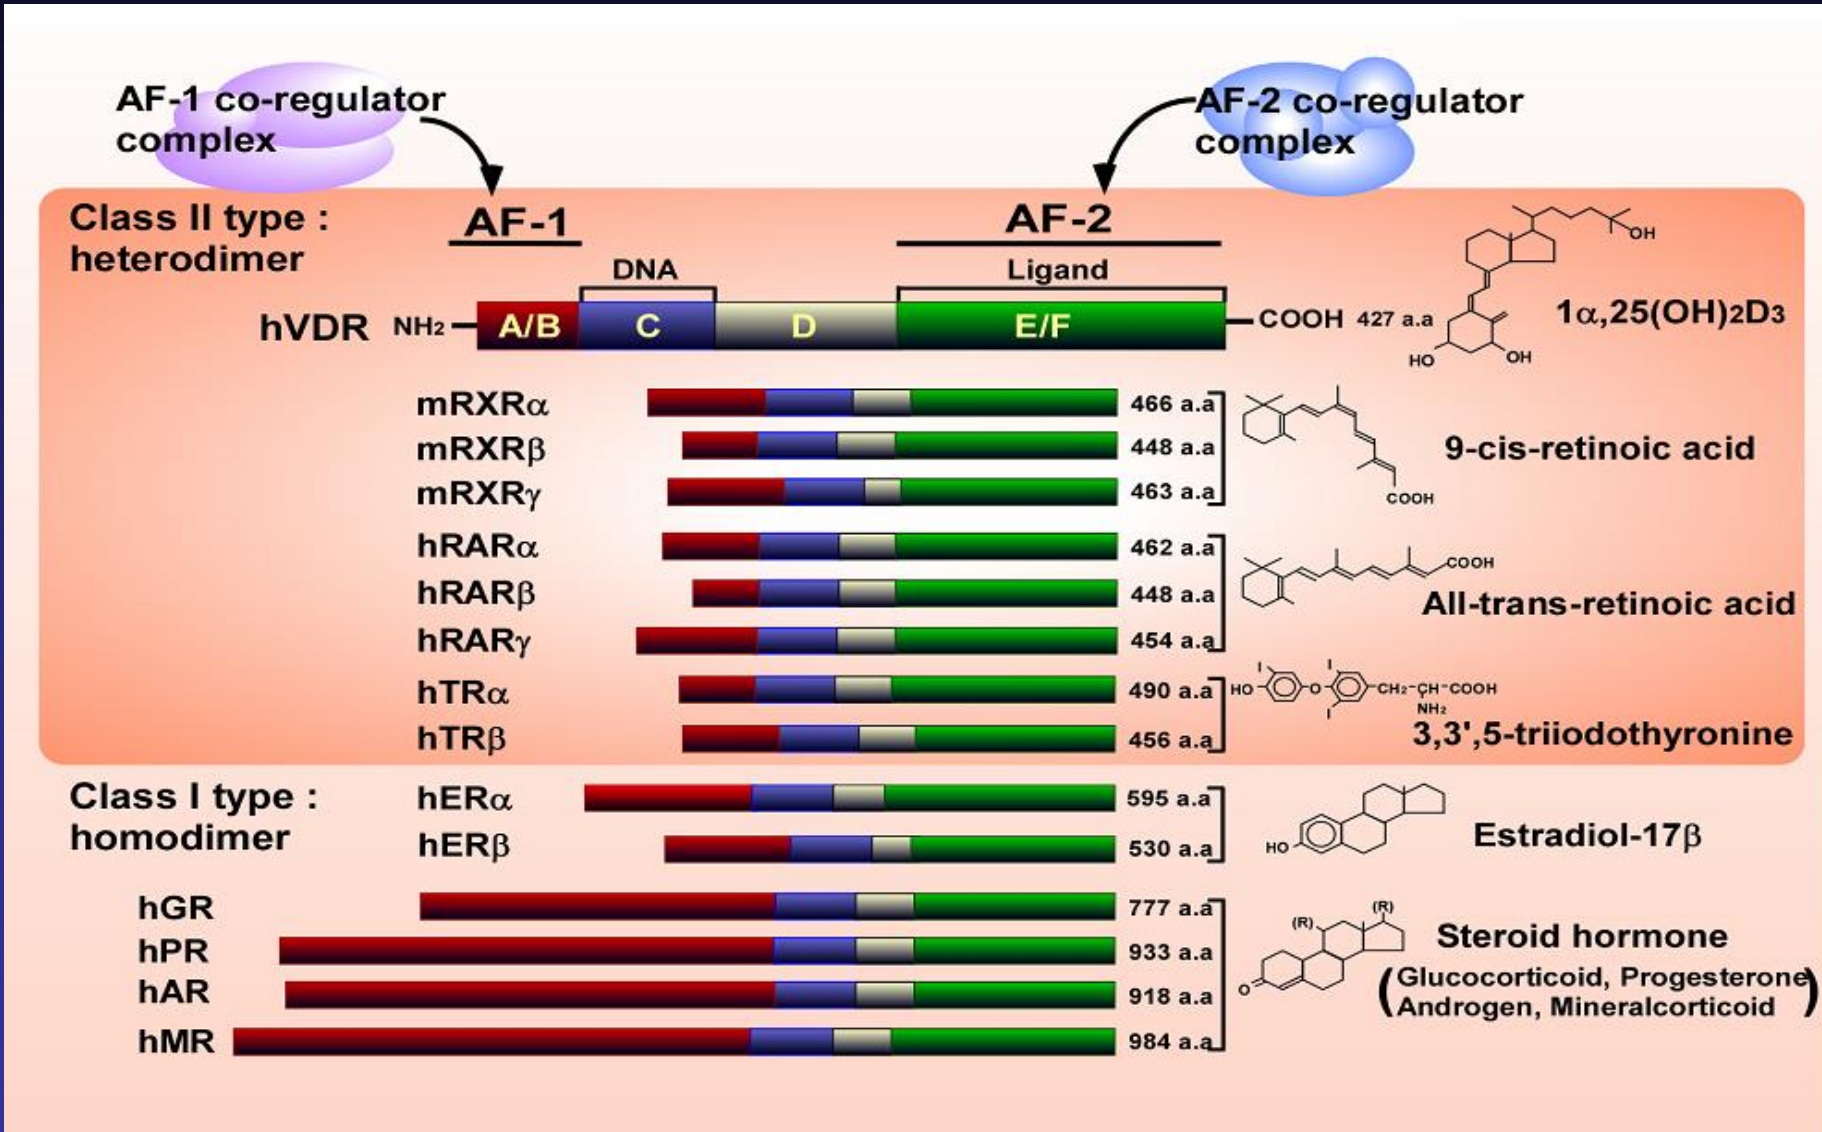 AF-1 co-regulator
complex
AF-2 co-regulator
complex
Class II type :
heterodimer
AF-1
AF-2
DNA
Ligand
hVDR NH2 A/B C D E/F COOH 427 a.a
OH
HO
OH
1α,25(OH)2D3
mRXRα 466 a.a
mRXRβ 448 a.a
mRXRγ 463 a.a
COOH
9-cis-retinoic acid
hRARα 462 a.a
hRARβ 448 a.a
hRARγ 454 a.a
COOH
All-trans-retinoic acid
hTRα 490 a.a
hTRβ 456 a.a
I I
HO O CH2-CH-COOH
I NH2
3,3',5-triiodothyronine
Class I type :
homodimer
hERα 595 a.a
hERβ 530 a.a
HO
Estradiol-17β
hGR 777 a.a
hPR 933 a.a
hAR 918 a.a
hMR 984 a.a
(R)
(R)
O
Steroid hormone
(Glucocorticoid, Progesterone
Androgen, Mineralcorticoid)